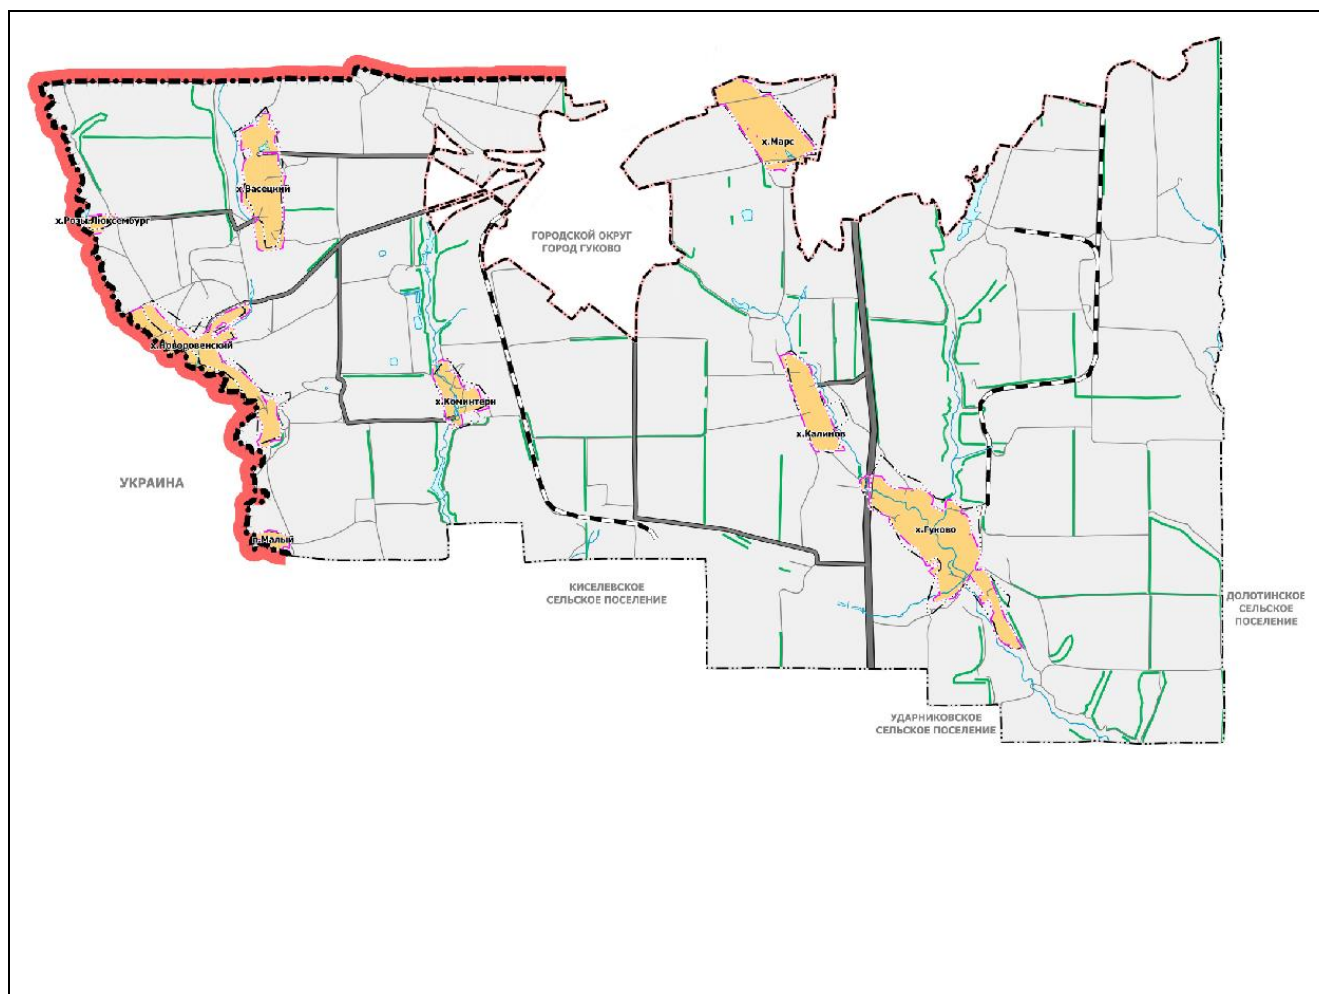 х.Марс
х.Васецкий
х.Розы Люксембург
ГОРОДСКОЙ ОКРУГ
ГОРОД ГУКОВО
х.Новоровенский
х.Коминтерн
х.Калинов
УКРАИНА
х.Гуково
п.Малый
КИСЕЛЕВСКОЕ
СЕЛЬСКОЕ ПОСЕЛЕНИЕ
ДОЛОТИНСКОЕ
СЕЛЬСКОЕ
ПОСЕЛЕНИЕ
УДАРНИКОВСКОЕ
СЕЛЬСКОЕ ПОСЕЛЕНИЕ